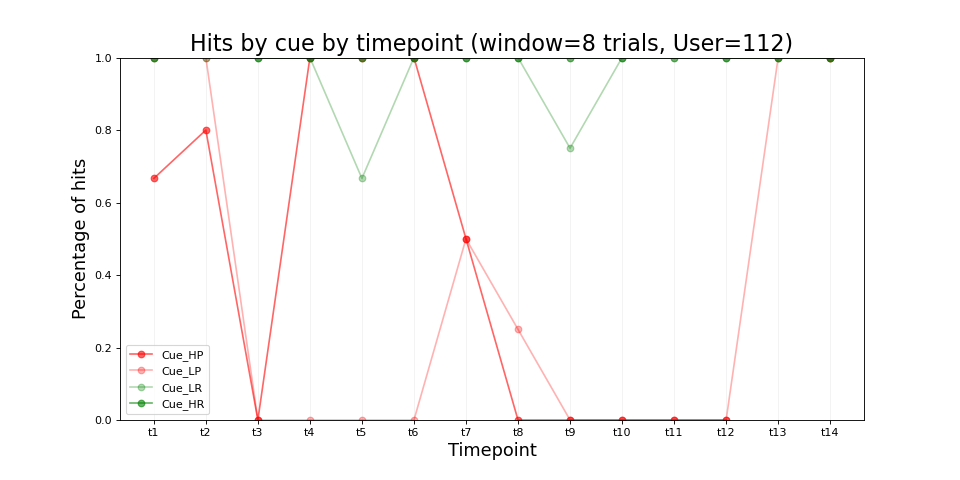 Hits by cue by timepoint (window=8 trials, User=112)
Percentage of hits
1.0
0.8
0.6
0.4
0.2
0.0
Cue_HP
Cue_LP
Cue_LR
Cue_HR
t1 t2 t3 t4 t5 t6 t7 t8 t9 t10 t11 t12 t13 t14
Timepoint